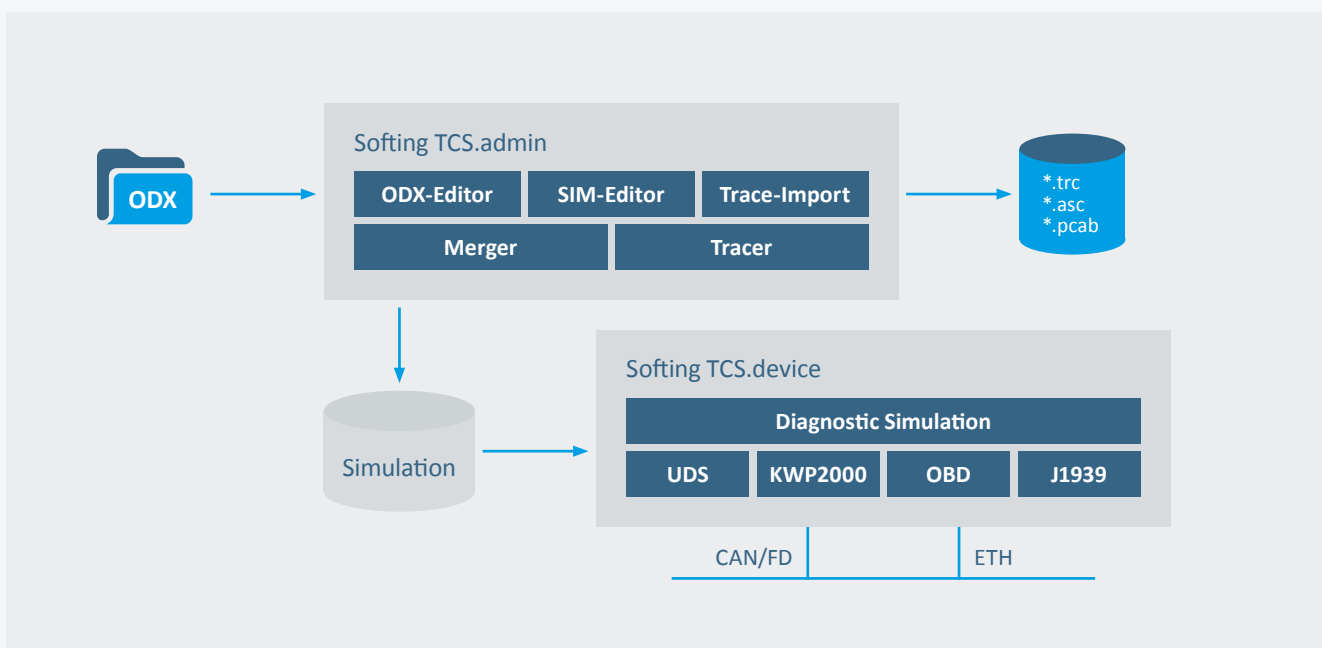 Softing TCS.admin
ODX
ODX-Editor
SIM-Editor
Trace-Import
Merger
Tracer
*.trc
*.asc
*.pcab
Softing TCS.device
Diagnostic Simulation
Simulation
UDS
KWP2000
OBD
J1939
CAN/FD
ETH